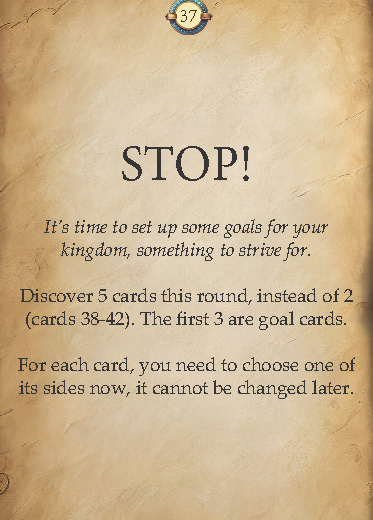 37
STOP!
It's time to set up some goals for your
kingdom, something to strive for.
Discover 5 cards this round, instead of 2
(cards 38-42). The first 3 are goal cards.
For each card, you need to choose one of
its sides now, it cannot be changed later.